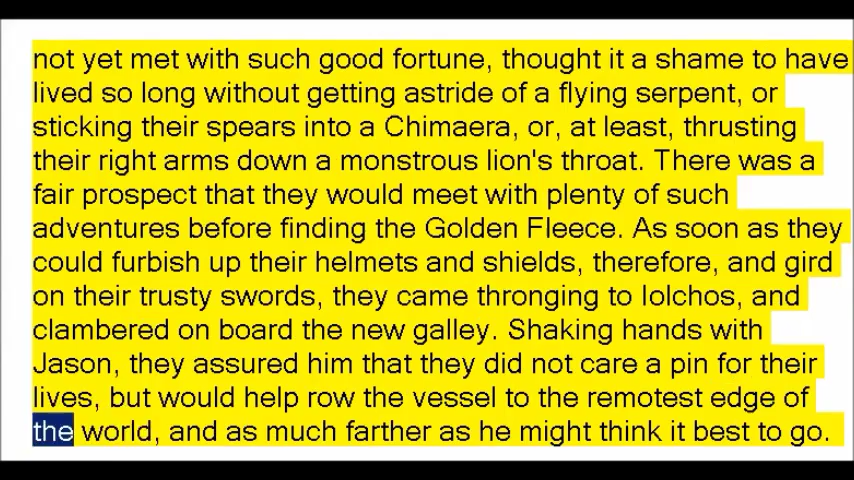 not yet met with such good fortune, thought it a shame to have
lived so long without getting astride of a flying serpent, or
sticking their spears into a Chimaera, or, at least, thrusting
their right arms down a monstrous lion's throat. There was a
fair prospect that they would meet with plenty of such
adventures before finding the Golden Fleece. As soon as they
could furbish up their helmets and shields, therefore, and gird
on their trusty swords, they came thronging to Iolchos, and
clambered on board the new galley. Shaking hands with
Jason, they assured him that they did not care a pin for their
lives, but would help row the vessel to the remotest edge of
the world, and as much farther as he might think it best to go.